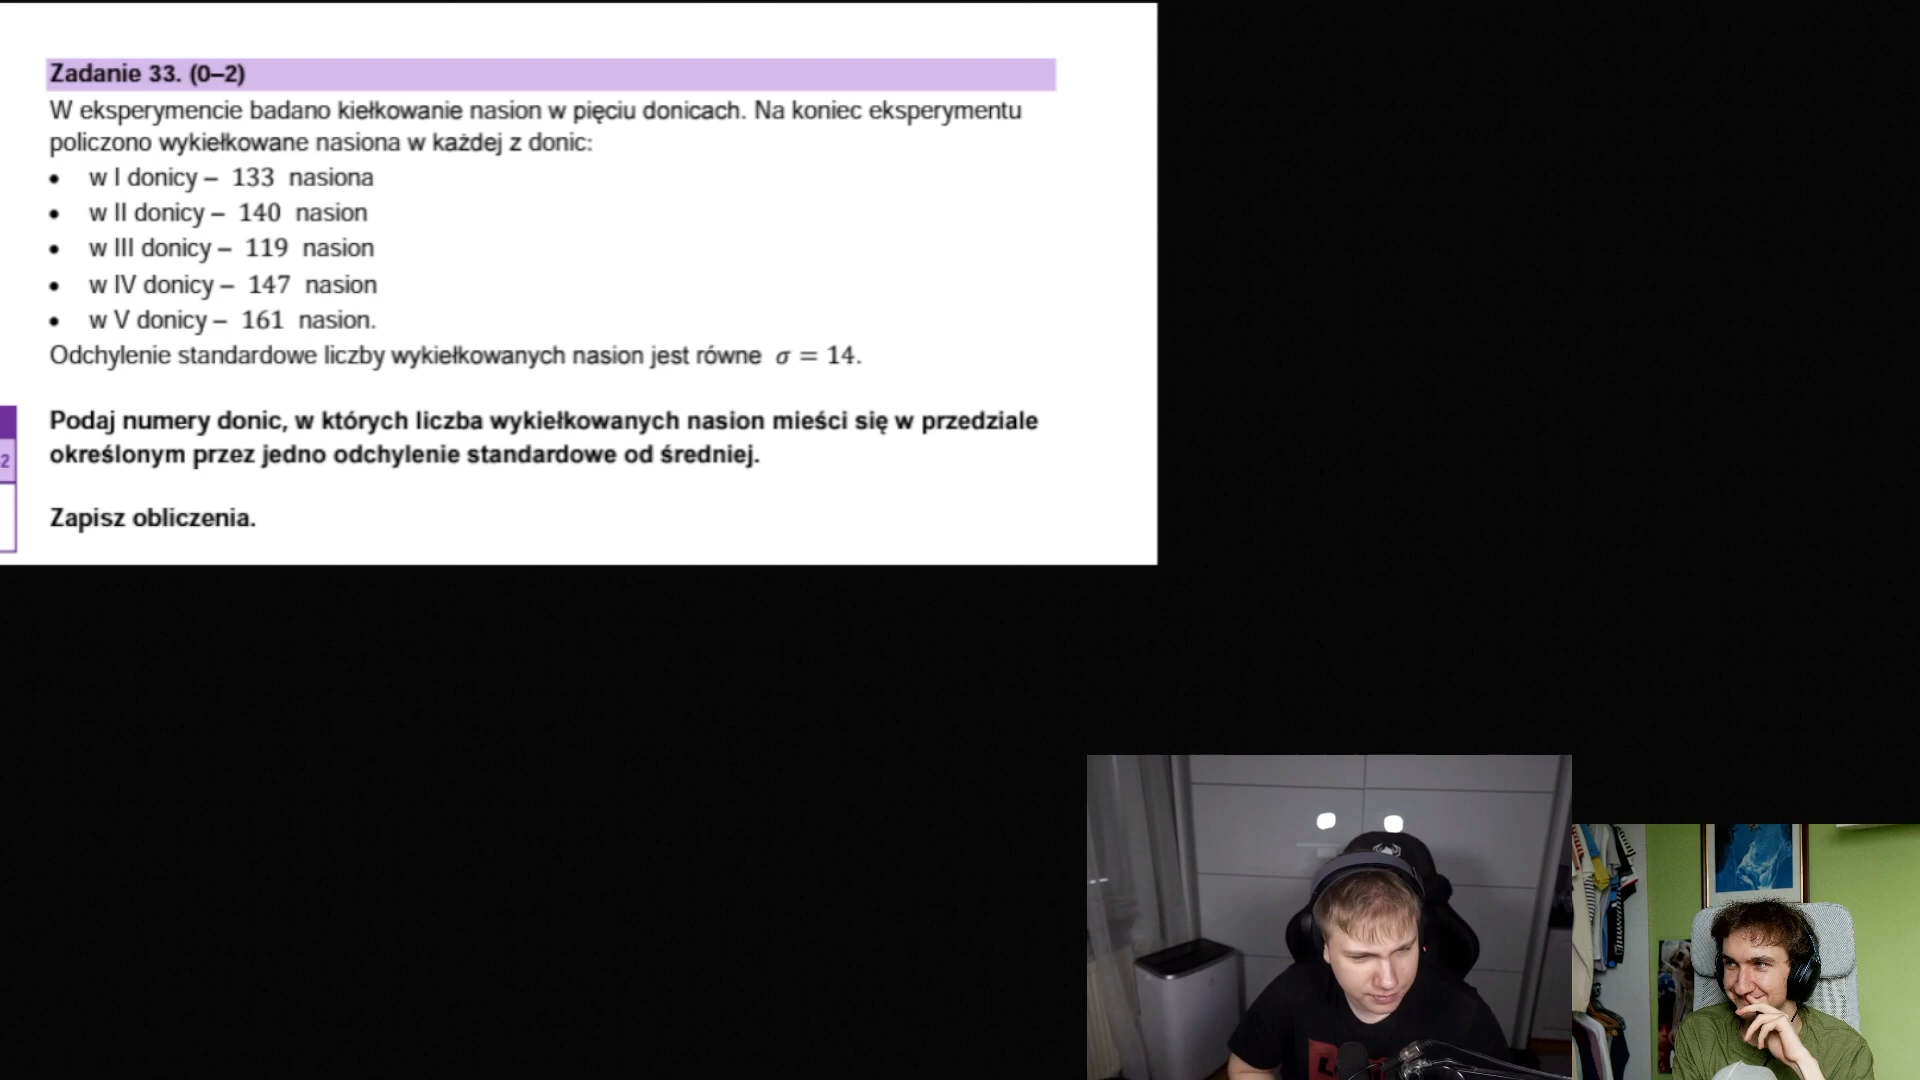 Zadanie 33. (0–2)
W eksperymencie badano kiełkowanie nasion w pięciu donicach. Na koniec eksperymentu
policzono wykiełkowane nasiona w każdej z donic:
• w I donicy – 133 nasiona
• w II donicy – 140 nasion
• w III donicy – 119 nasion
• w IV donicy – 147 nasion
• w V donicy – 161 nasion.
Odchylenie standardowe liczby wykiełkowanych nasion jest równe σ = 14.
Podaj numery donic, w których liczba wykiełkowanych nasion mieści się w przedziale
określonym przez jedno odchylenie standardowe od średniej.
2
Zapisz obliczenia.